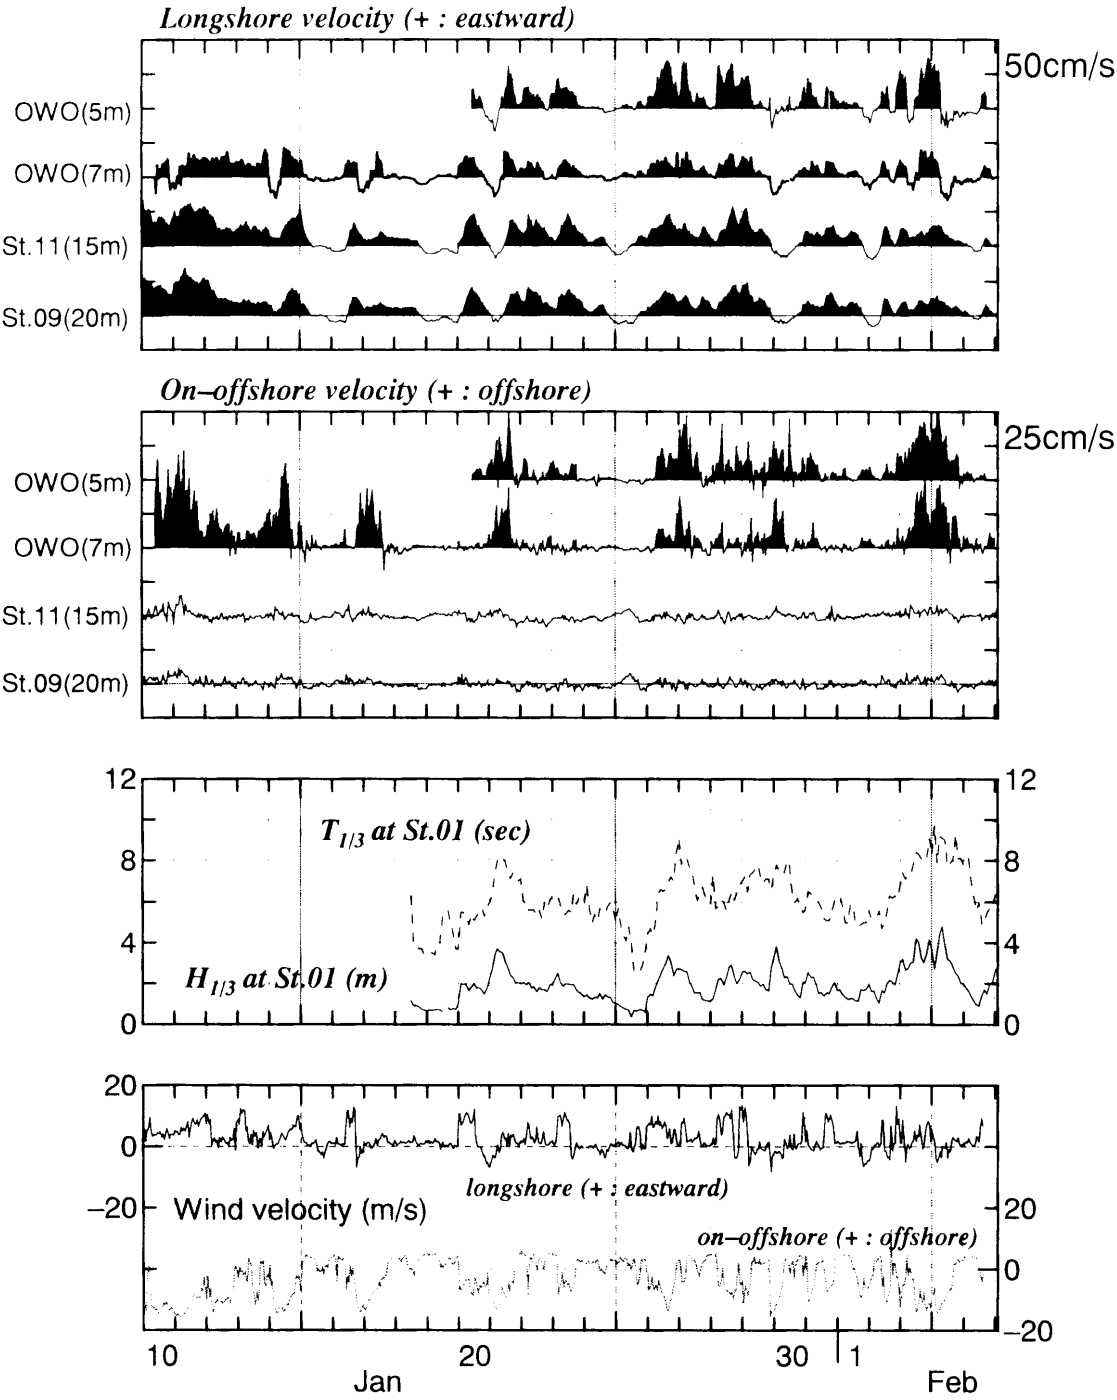 Longshore velocity (+ : eastward)
50cm/s
OWO(5m)
OWO(7m)
St.11(15m)
St.09(20m)
On–offshore velocity (+ : offshore)
25cm/s
OWO(5m)
OWO(7m)
St.11(15m)
St.09(20m)
12 12
T1/3 at St.01 (sec)
8 8
4 4
H1/3 at St.01 (m)
0 0
20
0
longshore (+ : eastward)
–20 Wind velocity (m/s) 20
on–offshore (+ : offshore)
0
–20
10 20 30 1
Jan Feb